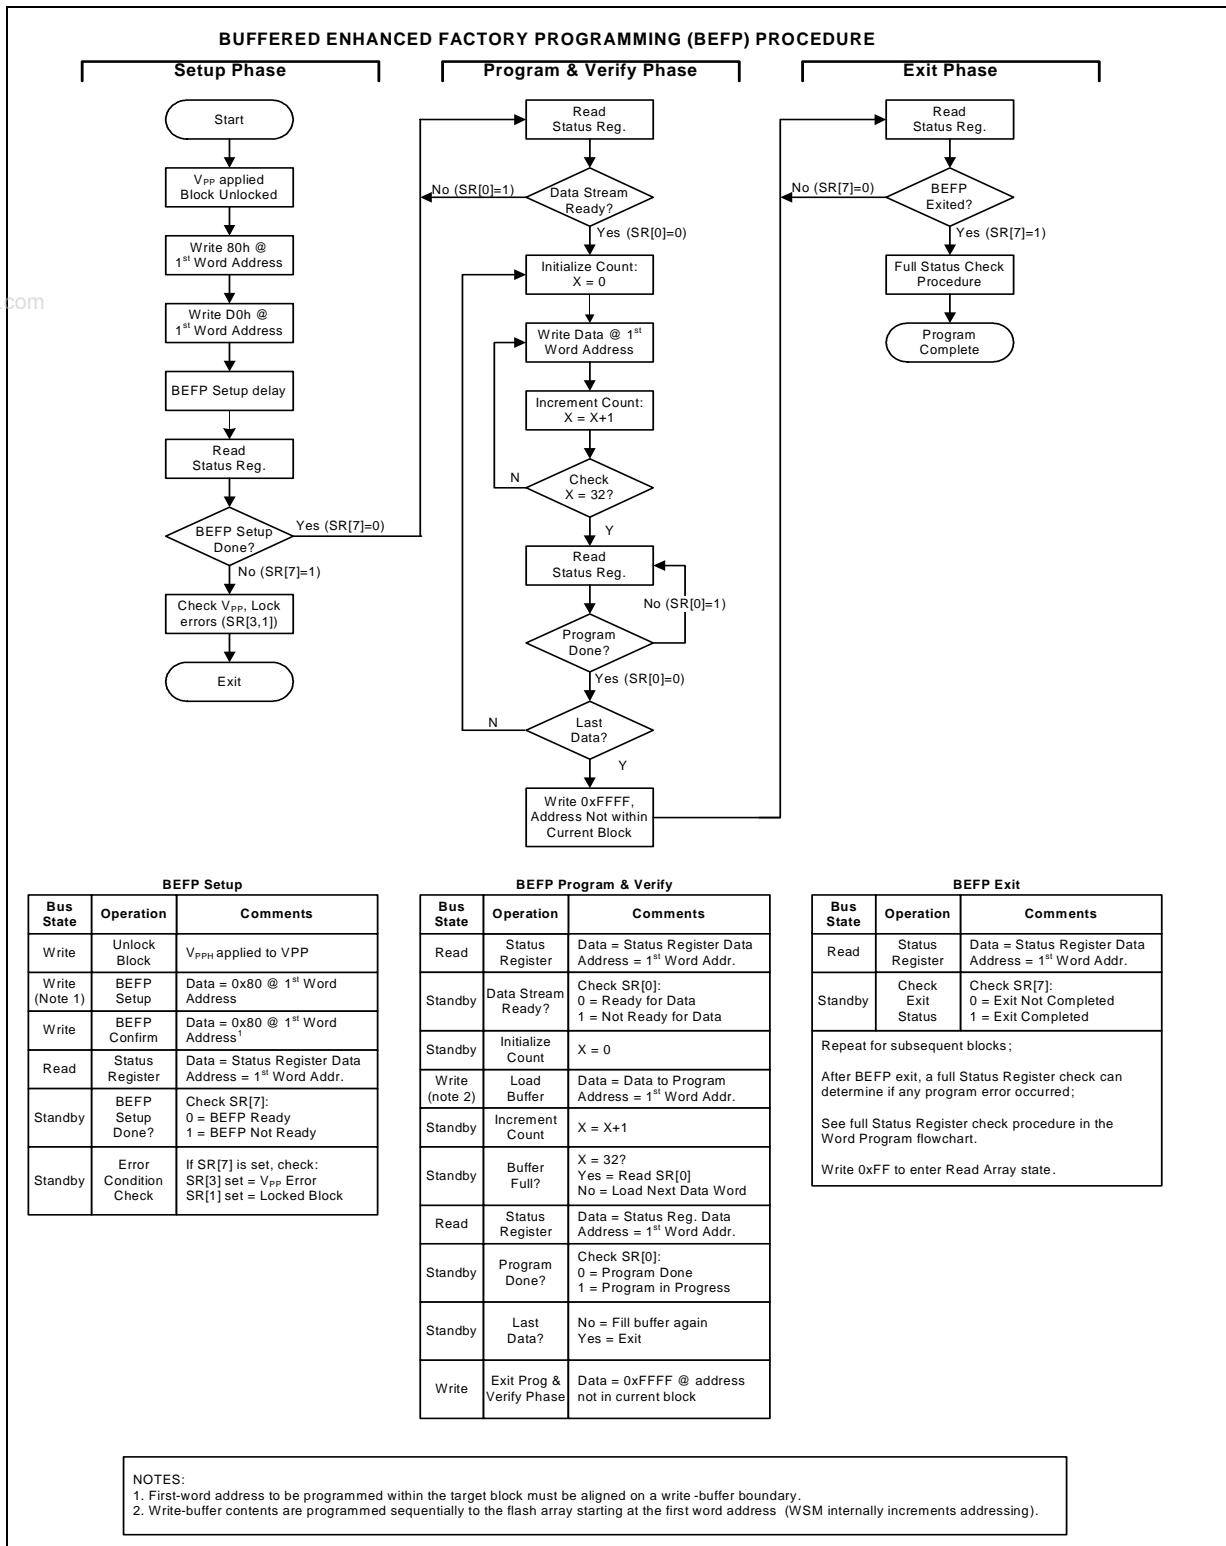 BUFFERED ENHANCED FACTORY PROGRAMMING (BEFP) PROCEDURE
Setup Phase
Start
VPP applied
Block Unlocked
Write 80h @
1st Word Address
Write D0h @
1st Word Address
BEFP Setup delay
Read
Status Reg.
BEFP Setup
Done?
Yes (SR[7]=0)
No (SR[7]=1)
Check VPP, Lock
errors (SR[3,1])
Exit
.com
Program & Verify Phase
Read
Status Reg.
No (SR[0]=1)
Data Stream
Ready?
Yes (SR[0]=0)
Initialize Count:
X = 0
Write Data @ 1st
Word Address
Increment Count:
X = X+1
N
Check
X = 32?
Y
Read
Status Reg.
No (SR[0]=1)
Program
Done?
Yes (SR[0]=0)
N
Last
Data?
Y
Write 0xFFFF,
Address Not within
Current Block
Exit Phase
Read
Status Reg.
No (SR[7]=0)
BEFP
Exited?
Yes (SR[7]=1)
Full Status Check
Procedure
Program
Complete
BEFP Setup
Bus State Operation Comments
Write Unlock Block VPPH applied to VPP
Write (Note 1) BEFP Setup Data = 0x80 @ 1st Word Address
Write BEFP Confirm Data = 0x80 @ 1st Word Address1
Read Status Register Data = Status Register Data Address = 1st Word Addr.
Standby BEFP Setup Done? Check SR[7]: 0 = BEFP Ready 1 = BEFP Not Ready
Standby Error Condition Check If SR[7] is set, check: SR[3] set = VPP Error SR[1] set = Locked Block
BEFP Program & Verify
Bus State Operation Comments
Read Status Register Data = Status Register Data Address = 1st Word Addr.
Standby Data Stream Ready? Check SR[0]: 0 = Ready for Data 1 = Not Ready for Data
Standby Initialize Count X = 0
Write (note 2) Load Buffer Data = Data to Program Address = 1st Word Addr.
Standby Increment Count X = X+1
Standby Buffer Full? X = 32? Yes = Read SR[0] No = Load Next Data Word
Read Status Register Data = Status Reg. Data Address = 1st Word Addr.
Standby Program Done? Check SR[0]: 0 = Program Done 1 = Program in Progress
Standby Last Data? No = Fill buffer again Yes = Exit
Write Exit Prog & Verify Phase Data = 0xFFFF @ address not in current block
BEFP Exit
Bus State Operation Comments
Read Status Register Data = Status Register Data Address = 1st Word Addr.
Standby Check Exit Status Check SR[7]: 0 = Exit Not Completed 1 = Exit Completed
Repeat for subsequent blocks;
After BEFP exit, a full Status Register check can
determine if any program error occurred;
See full Status Register check procedure in the
Word Program flowchart.
Write 0xFF to enter Read Array state.
NOTES:
1. First-word address to be programmed within the target block must be aligned on a write -buffer boundary.
2. Write-buffer contents are programmed sequentially to the flash array starting at the first word address (WSM internally increments addressing).